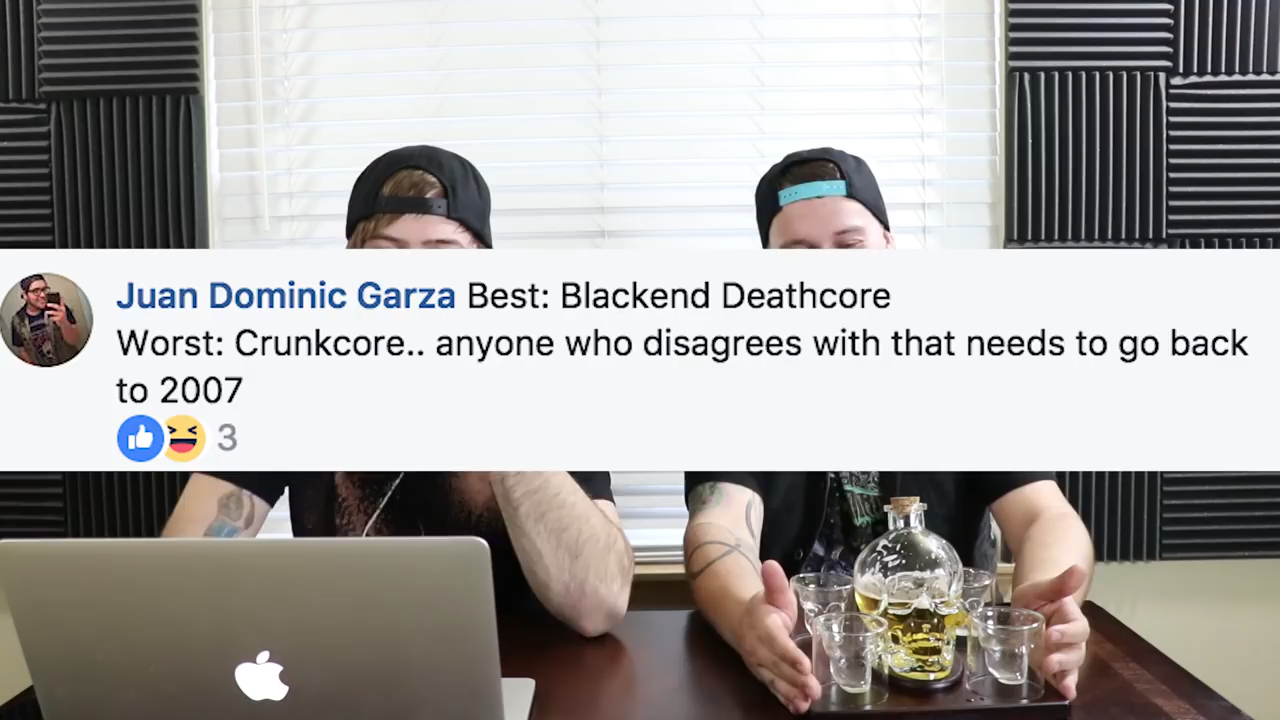 Juan Dominic Garza Best: Blackend Deathcore
Worst: Crunkcore.. anyone who disagrees with that needs to go back
to 2007
3